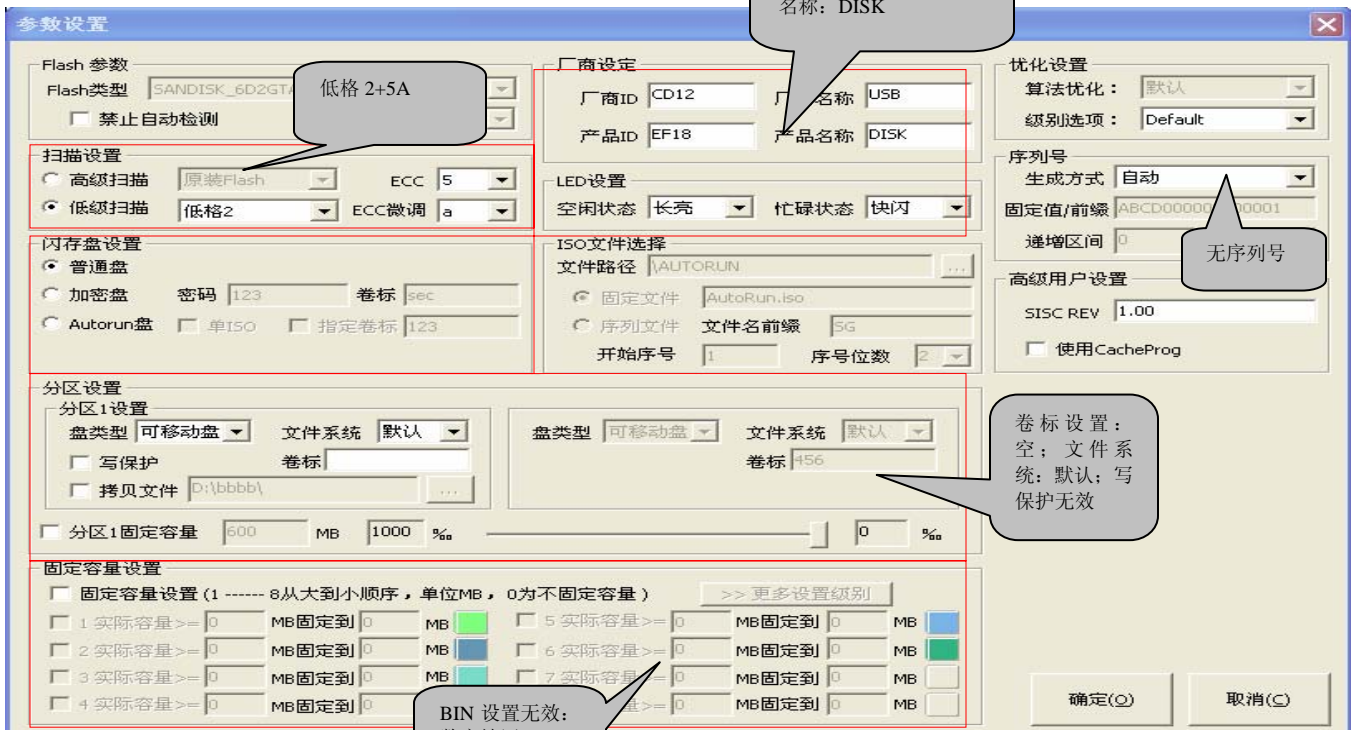 名称：DISK
参数设置
Flash 参数
Flash类型 SANDISK_6D2GTA
禁止自动检测
低格 2+5A
扫描设置
高级扫描 原装Flash ECC 5
低级扫描 低格2 ECC微调 a
厂商设定
厂商ID CD12 名称 USB
产品ID EF18 产品名称 DISK
LED设置
空闲状态 长亮 忙碌状态 快闪
优化设置
算法优化： 默认
级别选项： Default
序列号
生成方式 自动
固定值/前缀 ABCD00000 00001
递增区间 0
无序列号
高级用户设置
SISC REV 1.00
使用CacheProg
闪存盘设置
普通盘
加密盘 密码 123 卷标 sec
Autorun盘 单ISO 指定卷标 123
ISO文件选择
文件路径 \AUTORUN ...
固定文件 AutoRun.iso
序列文件 文件名前缀 SG
开始序号 1 序号位数 2
分区设置
分区1设置
盘类型 可移动盘 文件系统 默认
写保护 卷标
拷贝文件 D:\bbbb\ ...
盘类型 可移动盘 文件系统 默认
卷标 456
分区1固定容量 600 MB 1000 ‰ 0 ‰
卷标设置：
空；文件系
统：默认；写
保护无效
固定容量设置
固定容量设置(1 ------ 8从大到小顺序，单位MB，0为不固定容量) >> 更多设置级别
1 实际容量>= 0 MB固定到 0 MB 5 实际容量>= 0 MB固定到 0 MB
2 实际容量>= 0 MB固定到 0 MB 6 实际容量>= 0 MB固定到 0 MB
3 实际容量>= 0 MB固定到 0 MB 7 实际容量>= 0 MB固定到 0 MB
4 实际容量>= 0 MB固定到 0 量>= 0 MB固定到 0 MB
BIN 设置无效：
确定(O) 取消(C)